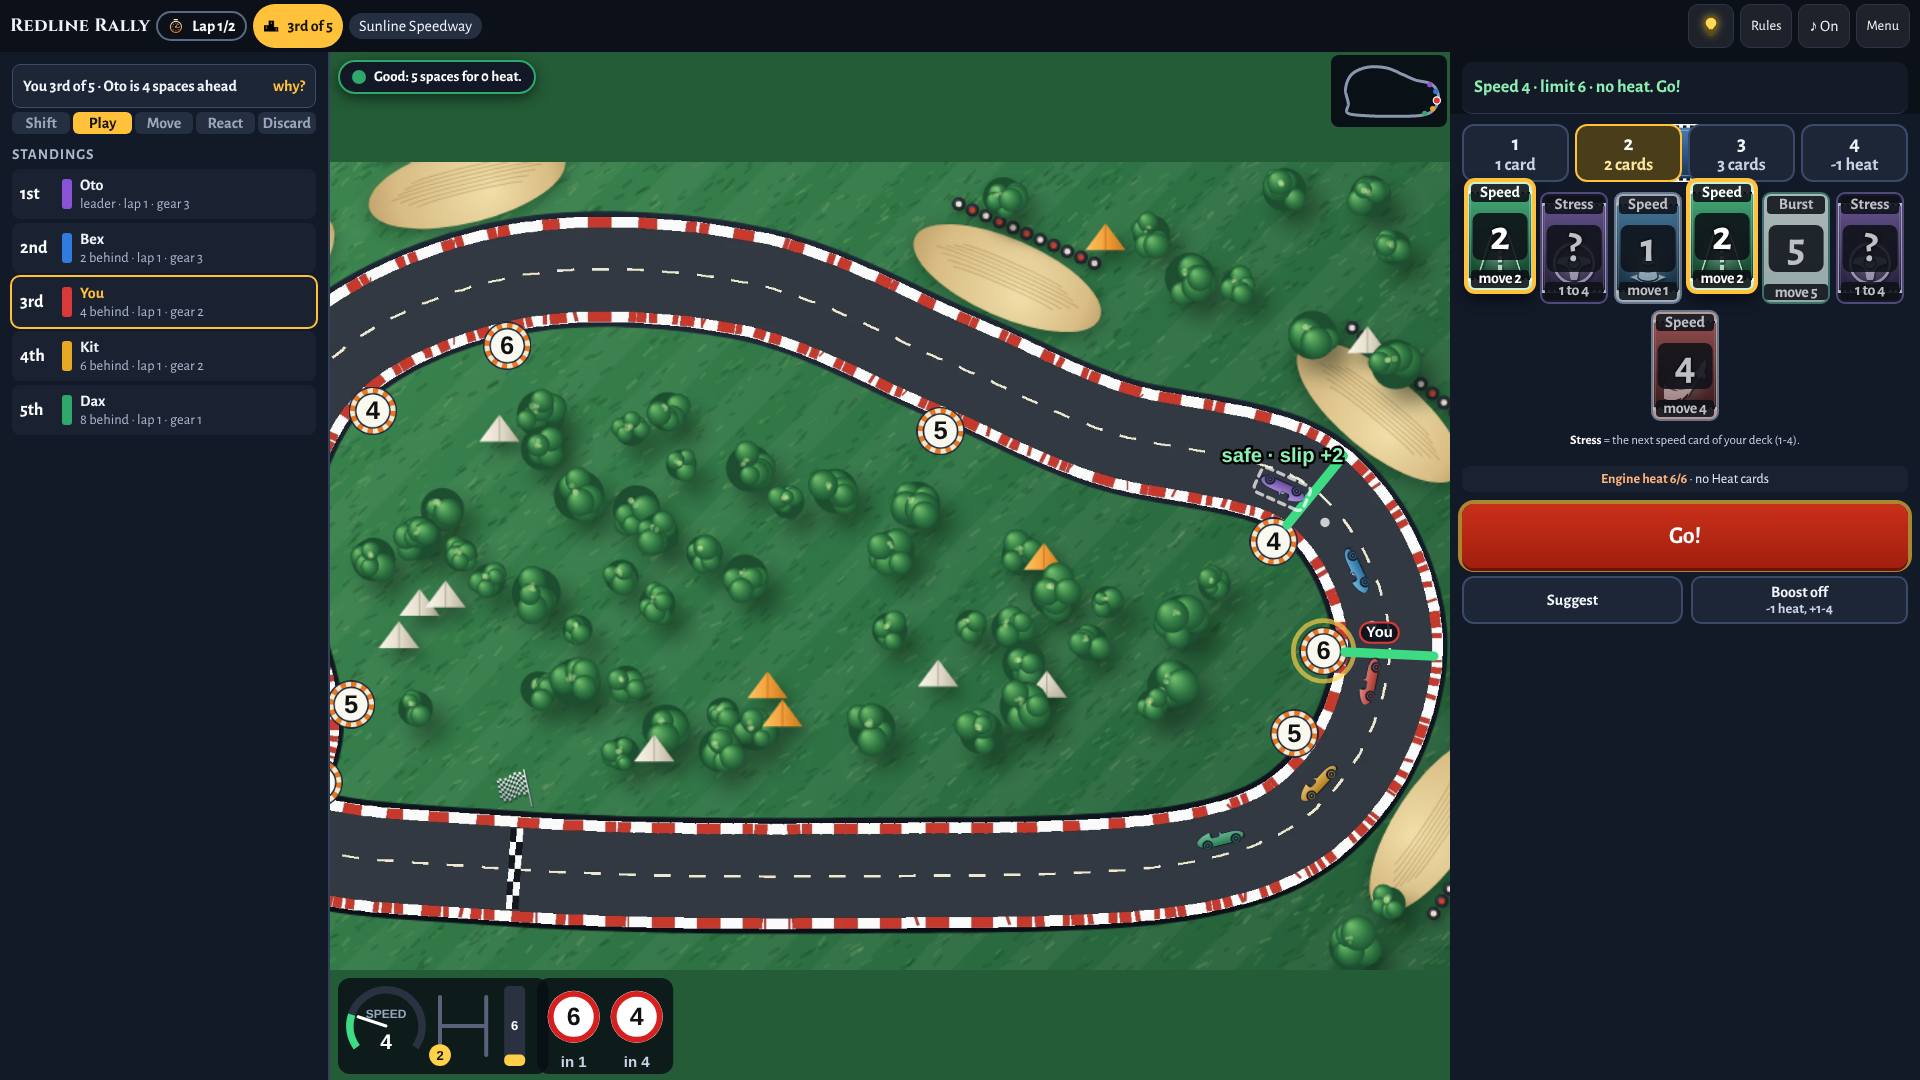 REDLINE RALLY
Lap 1/2
3rd of 5
Sunline Speedway
Rules
♪ On
Menu
You 3rd of 5 · Oto is 4 spaces ahead
why?
Shift
Play
Move
React
Discard
STANDINGS
1st
Oto
leader · lap 1 · gear 3
2nd
Bex
2 behind · lap 1 · gear 3
3rd
You
4 behind · lap 1 · gear 2
4th
Kit
6 behind · lap 1 · gear 2
5th
Dax
8 behind · lap 1 · gear 1
Good: 5 spaces for 0 heat.
6
4
5
safe · slip +2
4
You
6
5
5
SPEED
4
2
6
6
in 1
4
in 4
Speed 4 · limit 6 · no heat. Go!
1
1 card
2
2 cards
3
3 cards
4
-1 heat
Speed
2
move 2
Stress
?
1 to 4
Speed
1
move 1
Speed
2
move 2
Burst
5
move 5
Stress
?
1 to 4
Speed
4
move 4
Stress = the next speed card of your deck (1-4).
Engine heat 6/6 · no Heat cards
Go!
Suggest
Boost off
-1 heat, +1-4